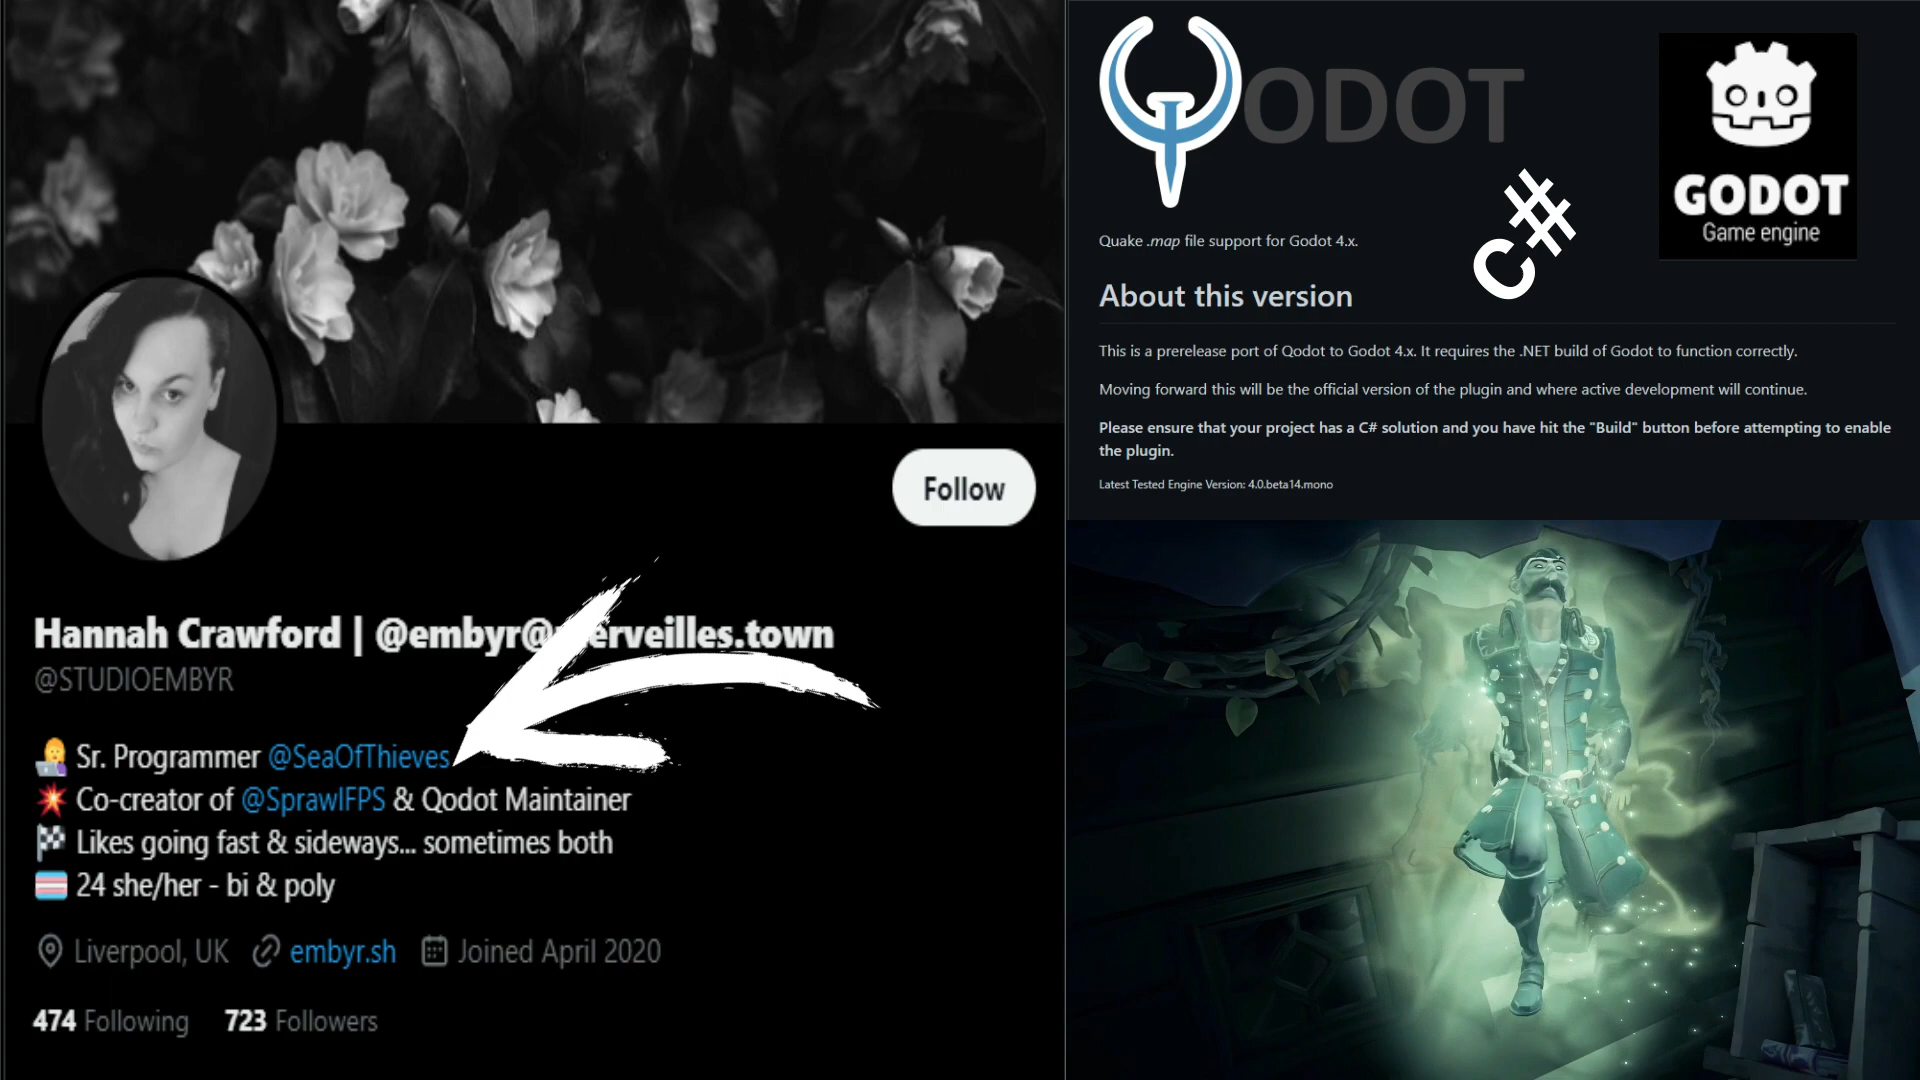 Follow
Hannah Crawford | @embyr@merveilles.town
@STUDIOEMBYR
Sr. Programmer @SeaOfThieves
Co-creator of @SprawlFPS & Qodot Maintainer
Likes going fast & sideways... sometimes both
24 she/her - bi & poly
Liverpool, UK embyr.sh Joined April 2020
474 Following 723 Followers
QODOT
Quake .map file support for Godot 4.x.
C#
GODOT
Game engine
About this version
This is a prerelease port of Qodot to Godot 4.x. It requires the .NET build of Godot to function correctly.
Moving forward this will be the official version of the plugin and where active development will continue.
Please ensure that your project has a C# solution and you have hit the "Build" button before attempting to enable
the plugin.
Latest Tested Engine Version: 4.0.beta14.mono